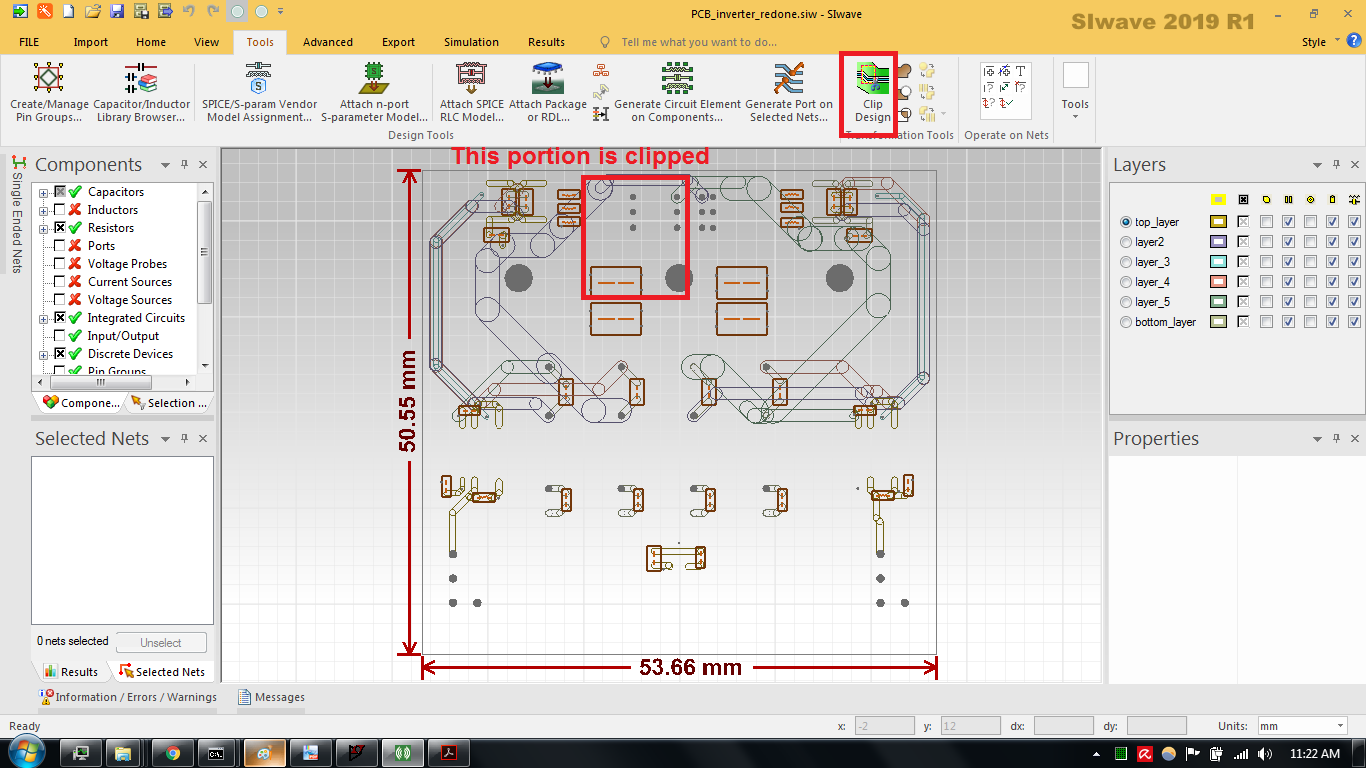 PCB_inverter_redone.siw - SIwave
SIwave 2019 R1
FILE Import Home View Tools Advanced Export Simulation Results Tell me what you want to do... Style
Create/Manage Pin Groups...
Capacitor/Inductor Library Browser...
SPICE/S-param Vendor Model Assignment...
Attach n-port S-parameter Model...
Attach SPICE RLC Model...
Attach Package or RDL...
Generate Circuit Element on Components...
Generate Port on Selected Nets...
Clip Design
Tools
Design Tools
Transformation Tools
Operate on Nets
Single Ended Nets
Components
Capacitors
Inductors
Resistors
Ports
Voltage Probes
Current Sources
Voltage Sources
Integrated Circuits
Input/Output
Discrete Devices
Pin Groups
Compone...
Selection ...
Selected Nets
0 nets selected
Unselect
Results
Selected Nets
This portion is clipped
50.55 mm
53.66 mm
Layers
top_layer
layer2
layer_3
layer_4
layer_5
bottom_layer
Properties
Information / Errors / Warnings
Messages
Ready
x: -2 y: 12 dx: dy: Units: mm
11:22 AM